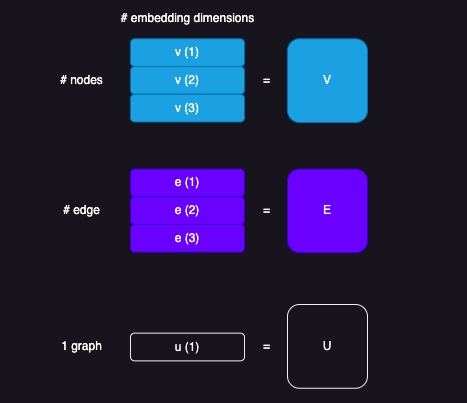 # embedding dimensions
v (1)
# nodes v (2) = V
v (3)
e (1)
# edge e (2) = E
e (3)
1 graph u (1) = U